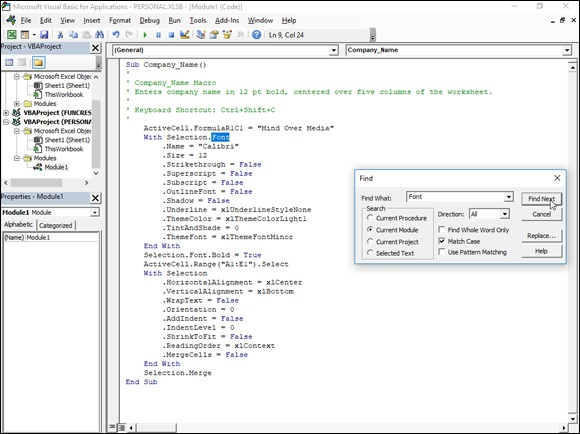 Microsoft Visual Basic for Applications - PERSONAL.XLSB - [Module1 (Code)]
File Edit View Insert Format Debug Run Tools Add-Ins Window Help
Ln 9, Col 24
Project - VBAProject
Microsoft Excel Objects
Sheet1 (Sheet1)
ThisWorkbook
Modules
VBAProject (FUNCRES
VBAProject (PERSONA
Microsoft Excel Objects
Sheet1 (Sheet1)
ThisWorkbook
Modules
Module1
Properties - Module1
Module1 Module
Alphabetic Categorized
(Name) Module1
(General) Company_Name
Sub Company_Name()
'
' Company_Name Macro
' Enters company name in 12 pt bold, centered over five columns of the worksheet.
'
' Keyboard Shortcut: Ctrl+Shift+C
'
ActiveCell.FormulaR1C1 = "Mind Over Media"
With Selection.Font
.Name = "Calibri"
.Size = 12
.Strikethrough = False
.Superscript = False
.Subscript = False
.OutlineFont = False
.Shadow = False
.Underline = xlUnderlineStyleNone
.ThemeColor = xlThemeColorLight1
.TintAndShade = 0
.ThemeFont = xlThemeFontMinor
End With
Selection.Font.Bold = True
ActiveCell.Range("A1:E1").Select
With Selection
.HorizontalAlignment = xlCenter
.VerticalAlignment = xlBottom
.WrapText = False
.Orientation = 0
.AddIndent = False
.IndentLevel = 0
.ShrinkToFit = False
.ReadingOrder = xlContext
.MergeCells = False
End With
Selection.Merge
End Sub
Find
Find What: Font Find Next
Search
Current Procedure
Current Module
Current Project
Selected Text
Direction: All
Find Whole Word Only
Match Case
Use Pattern Matching
Cancel
Replace...
Help